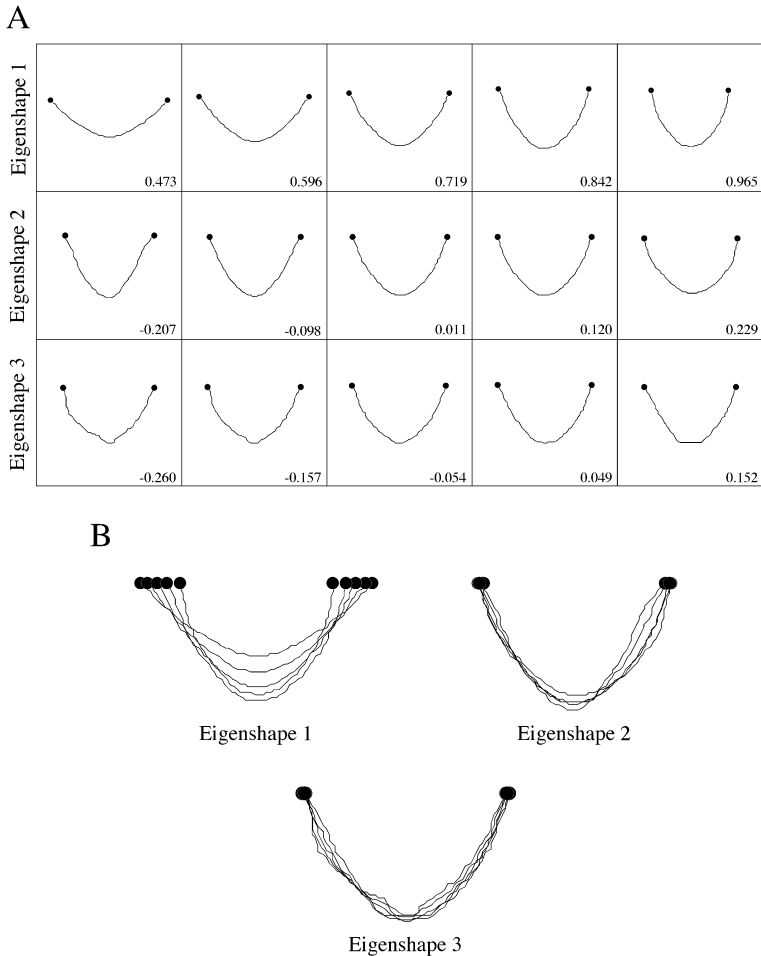 A
Eigenshape 1
0.473 0.596 0.719 0.842 0.965
Eigenshape 2
-0.207 -0.098 0.011 0.120 0.229
Eigenshape 3
-0.260 -0.157 -0.054 0.049 0.152
B
Eigenshape 1 Eigenshape 2
Eigenshape 3